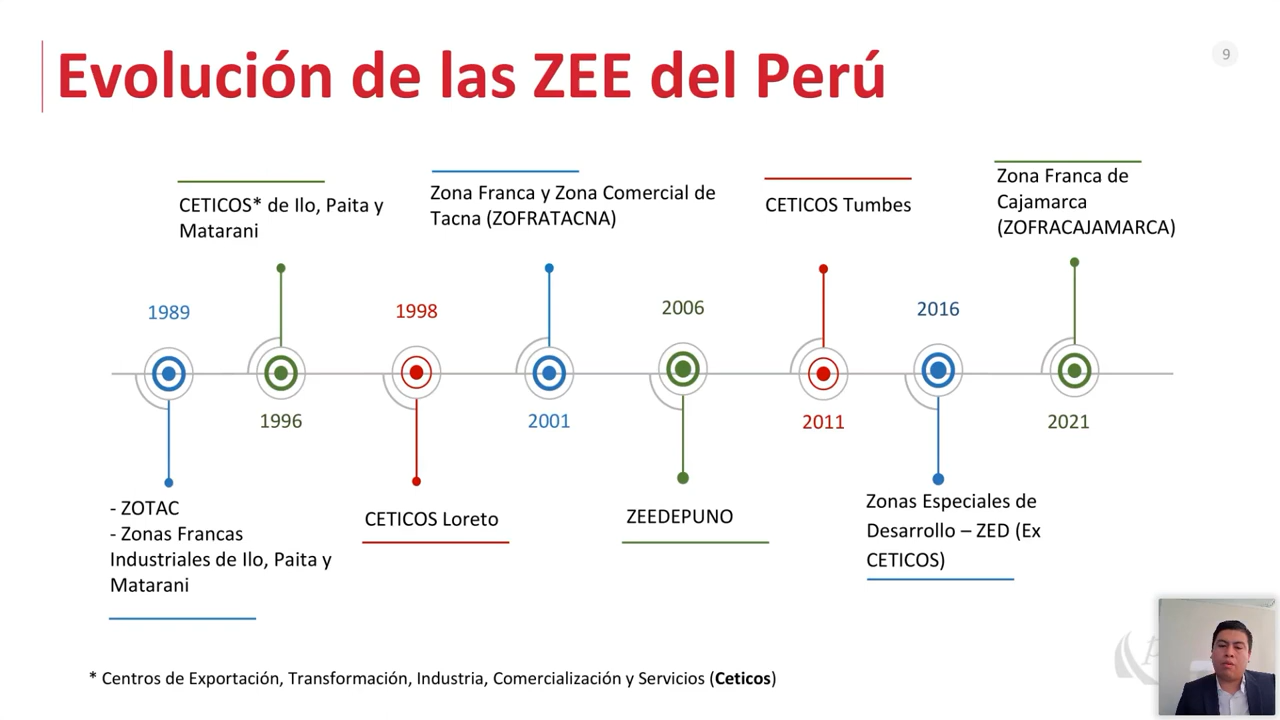 Evolución de las ZEE del Perú
9
CETICOS* de Ilo, Paita y
Matarani
Zona Franca y Zona Comercial de
Tacna (ZOFRATACNA)
CETICOS Tumbes
Zona Franca de
Cajamarca
(ZOFRACAJAMARCA)
1989
1998
2006
2016
1996
2001
2011
2021
- ZOTAC
- Zonas Francas
Industriales de Ilo, Paita y
Matarani
CETICOS Loreto
ZEEDEPUNO
Zonas Especiales de
Desarrollo – ZED (Ex
CETICOS)
* Centros de Exportación, Transformación, Industria, Comercialización y Servicios (Ceticos)